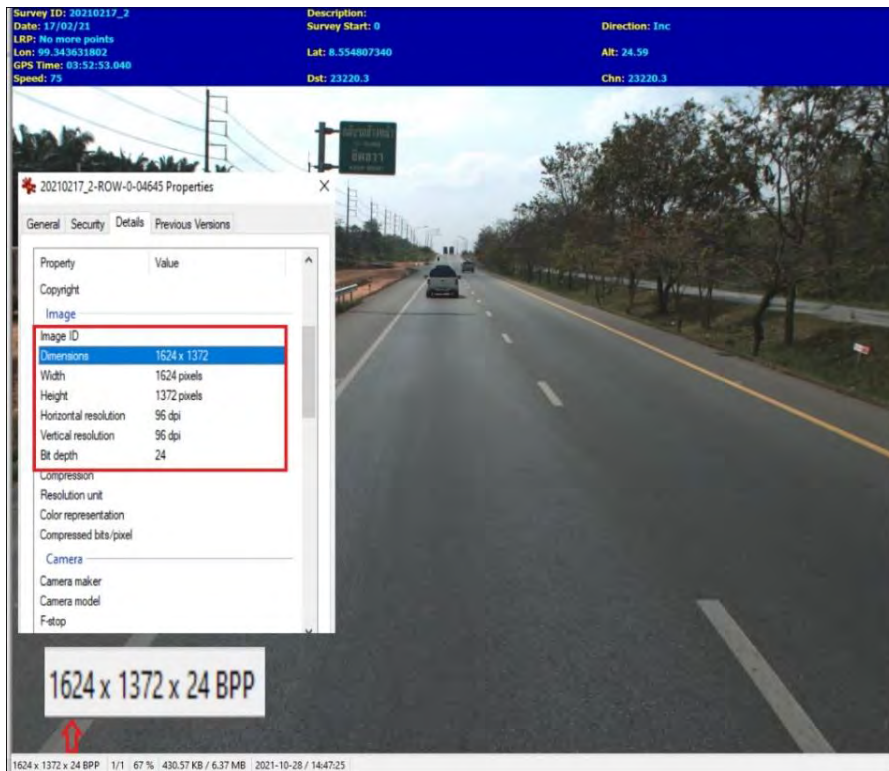 Survey ID: 20210217_2 Description:
Date: 17/02/21 Survey Start: 0 Direction: Inc
LRP: No more points
Lon: 99.343631802 Lat: 8.554807340 Alt: 24.59
GPS Time: 03:52:53.040
Speed: 75 Dst: 23220.3 Chn: 23220.3
20210217_2-ROW-0-04645 Properties
General Security Details Previous Versions
Property Value
Copyright
Image
Image ID
Dimensions 1624 x 1372
Width 1624 pixels
Height 1372 pixels
Horizontal resolution 96 dpi
Vertical resolution 96 dpi
Bit depth 24
Compression
Resolution unit
Color representation
Compressed bits/pixel
Camera
Camera maker
Camera model
F-stop
1624 x 1372 x 24 BPP
1624 x 1372 x 24 BPP 1/1 67 % 430.57 KB / 6.37 MB 2021-10-28 / 14:47:25